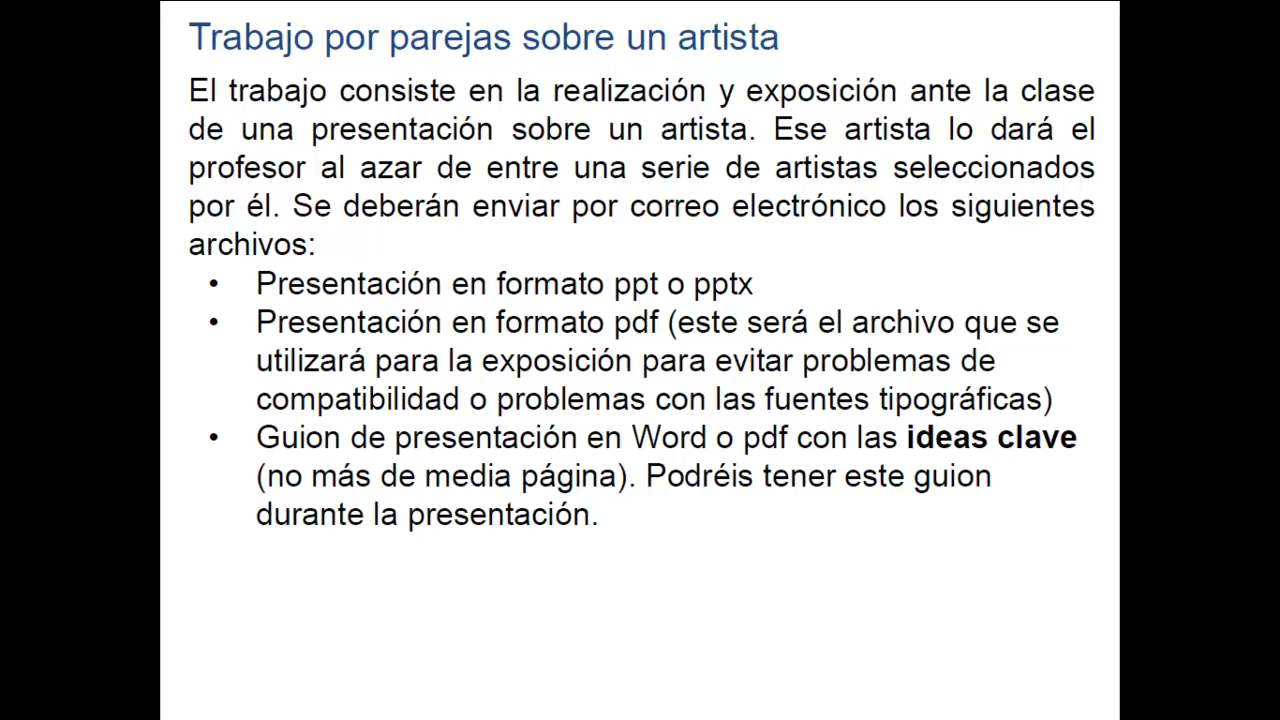 Trabajo por parejas sobre un artista
El trabajo consiste en la realización y exposición ante la clase
de una presentación sobre un artista. Ese artista lo dará el
profesor al azar de entre una serie de artistas seleccionados
por él. Se deberán enviar por correo electrónico los siguientes
archivos:
• Presentación en formato ppt o pptx
• Presentación en formato pdf (este será el archivo que se
utilizará para la exposición para evitar problemas de
compatibilidad o problemas con las fuentes tipográficas)
• Guion de presentación en Word o pdf con las ideas clave
(no más de media página). Podréis tener este guion
durante la presentación.